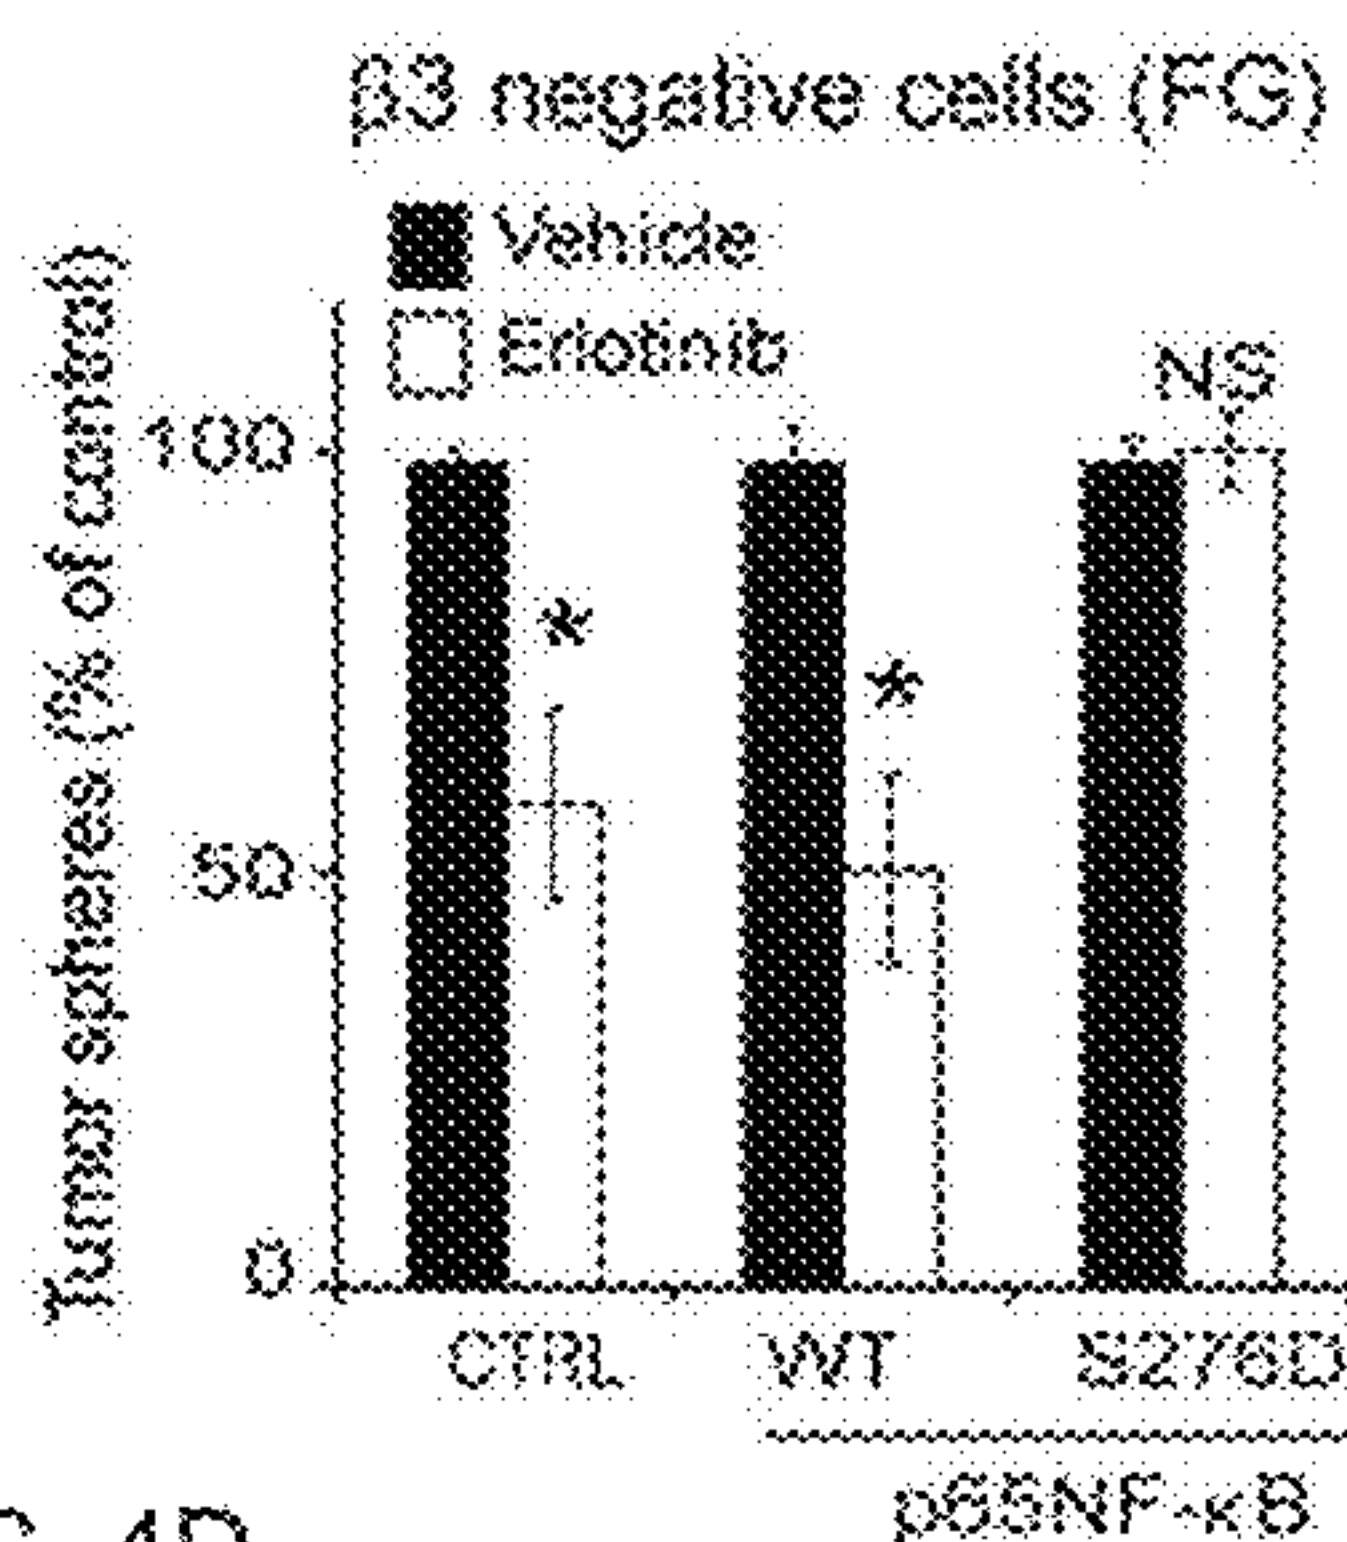 β3 negative cells (FG)
Vehicle
Erlotinib
Tumor spheres (% of control)
100
50
0
*
*
NS
CTRL
WT
S276D
p65NF-κB